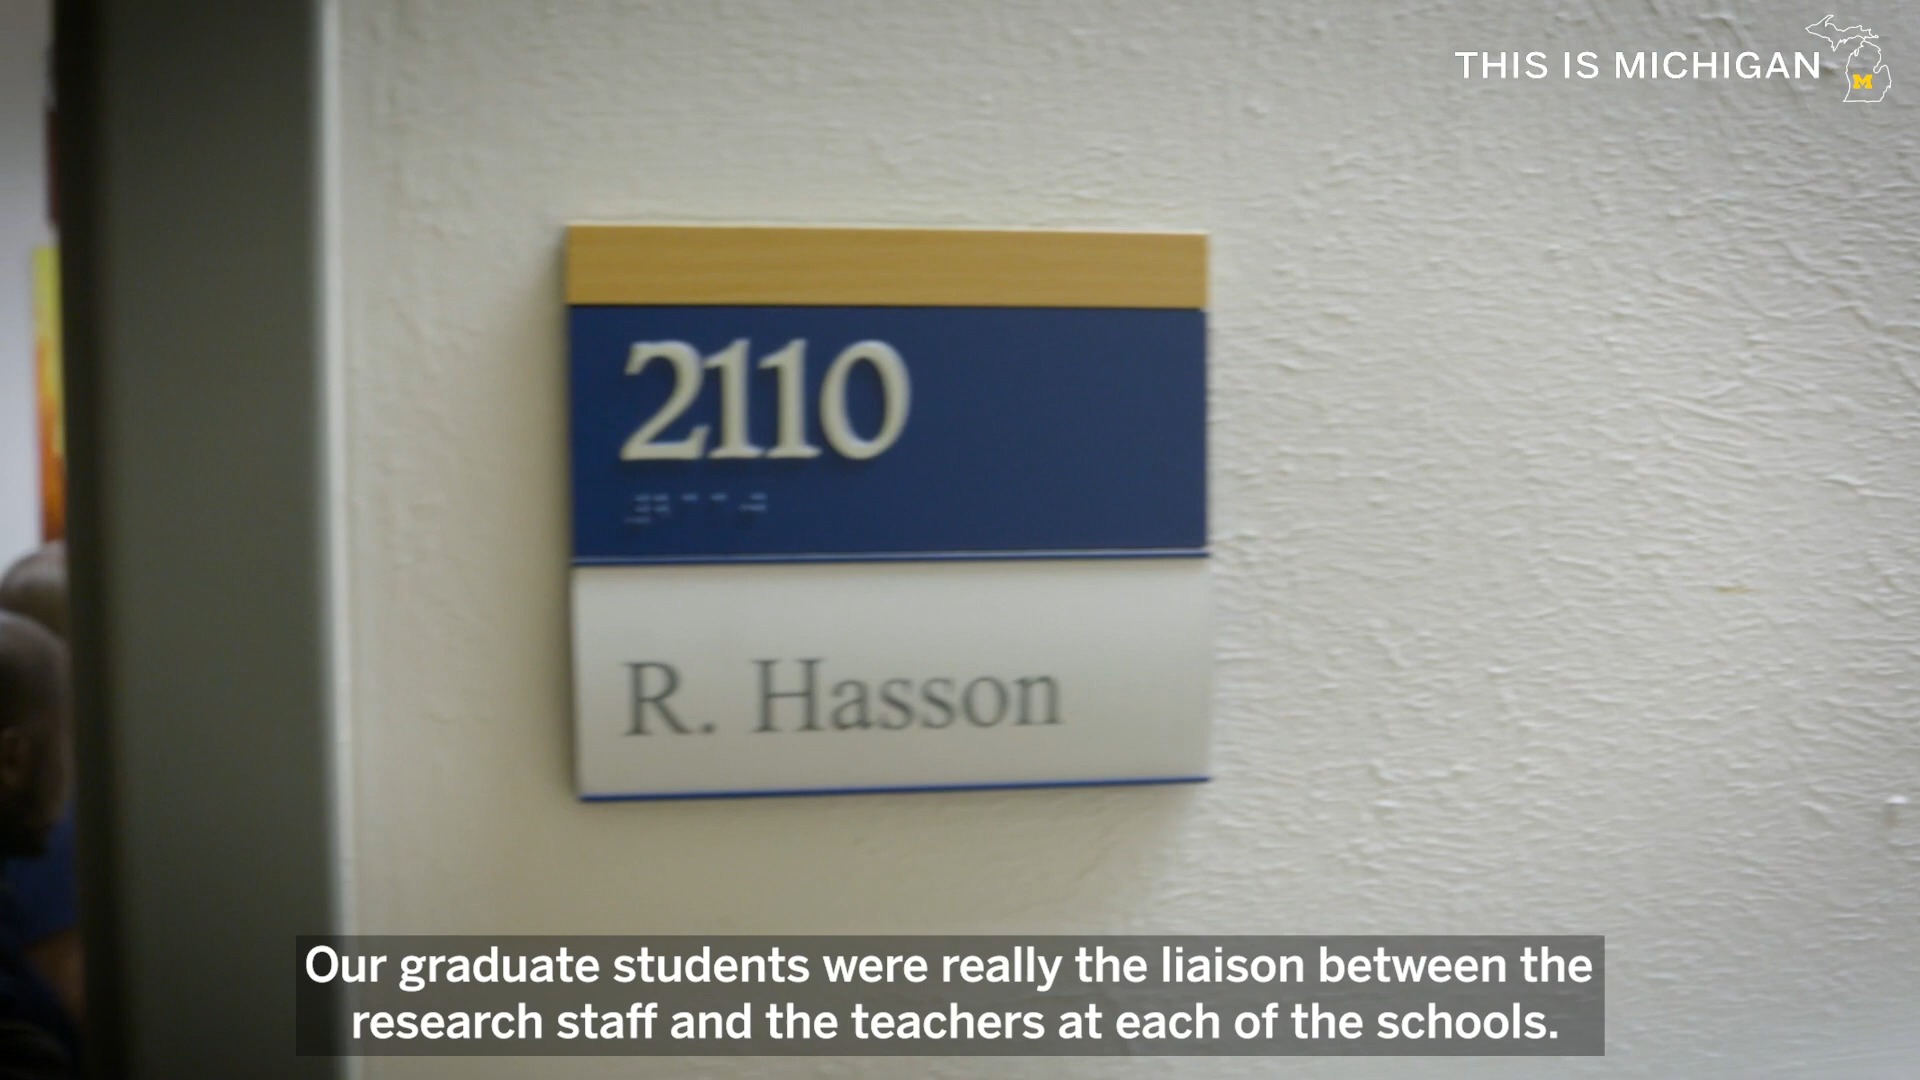 THIS IS MICHIGAN
M
2110
R. Hasson
Our graduate students were really the liaison between the
research staff and the teachers at each of the schools.